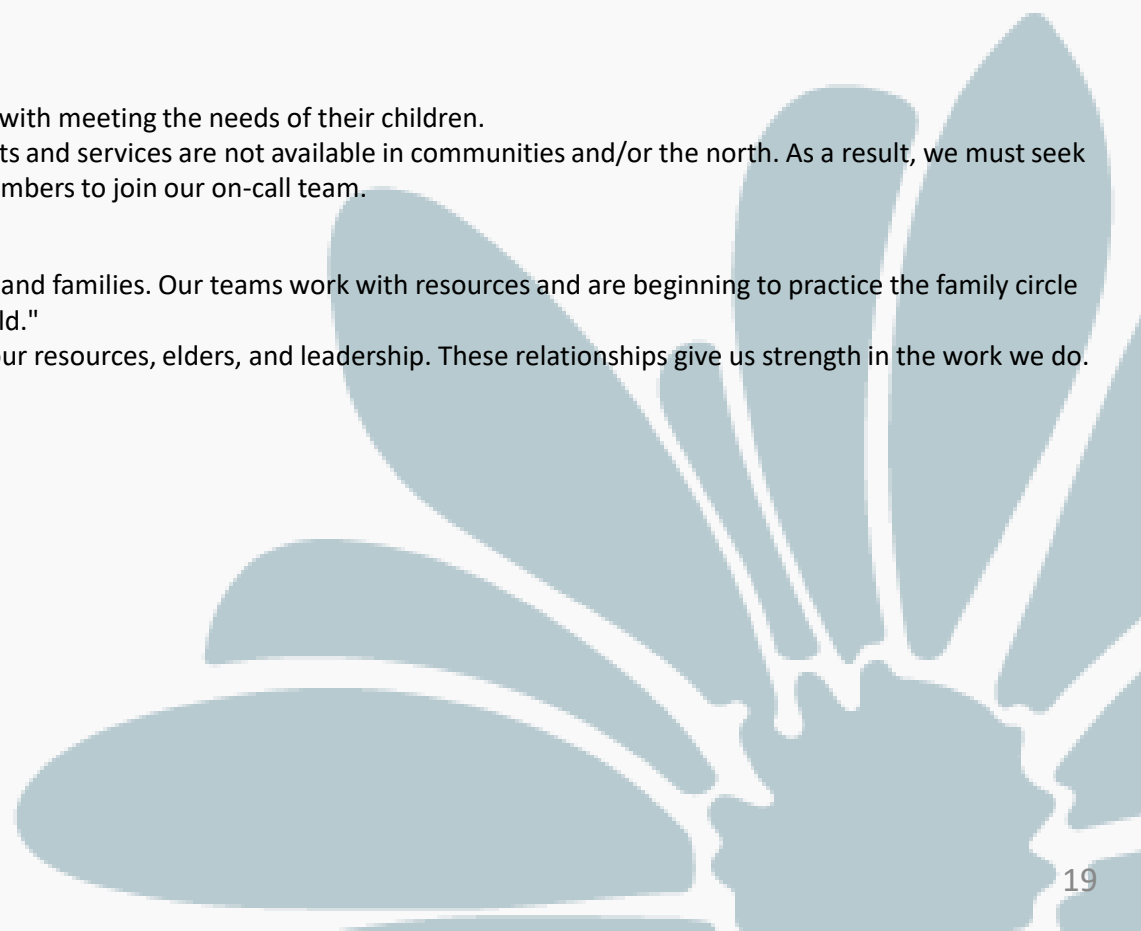 with meeting the needs of their children.
ts and services are not available in communities and/or the north. As a result, we must seek
mbers to join our on-call team.
and families. Our teams work with resources and are beginning to practice the family circle
ld."
our resources, elders, and leadership. These relationships give us strength in the work we do.
19